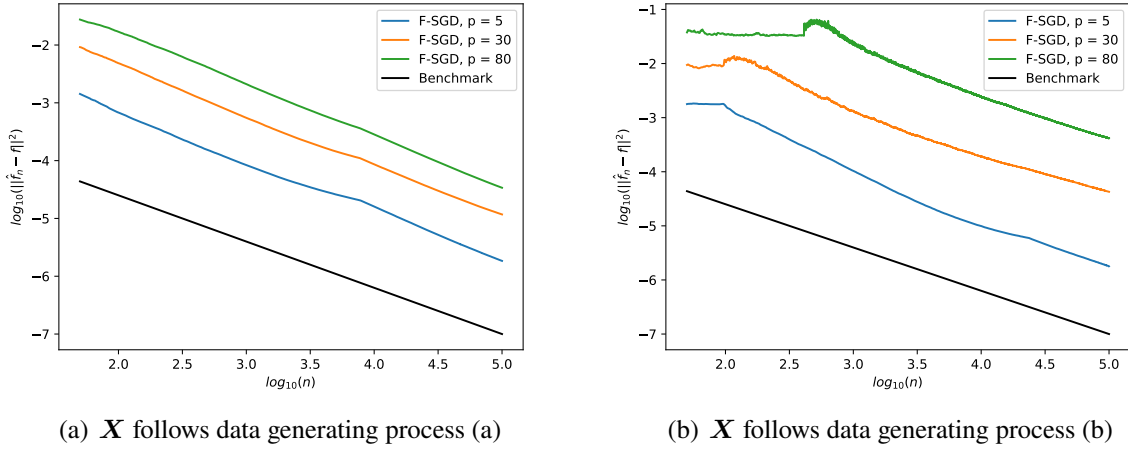 F-SGD, p = 5
F-SGD, p = 30
F-SGD, p = 80
Benchmark
−2
−3
−4
−5
−6
−7
log10(||f̂n − f||²)
2.0 2.5 3.0 3.5 4.0 4.5 5.0
log10(n)
(a) X follows data generating process (a)
F-SGD, p = 5
F-SGD, p = 30
F-SGD, p = 80
Benchmark
−1
−2
−3
−4
−5
−6
−7
log10(||f̂n − f||²)
2.0 2.5 3.0 3.5 4.0 4.5 5.0
log10(n)
(b) X follows data generating process (b)